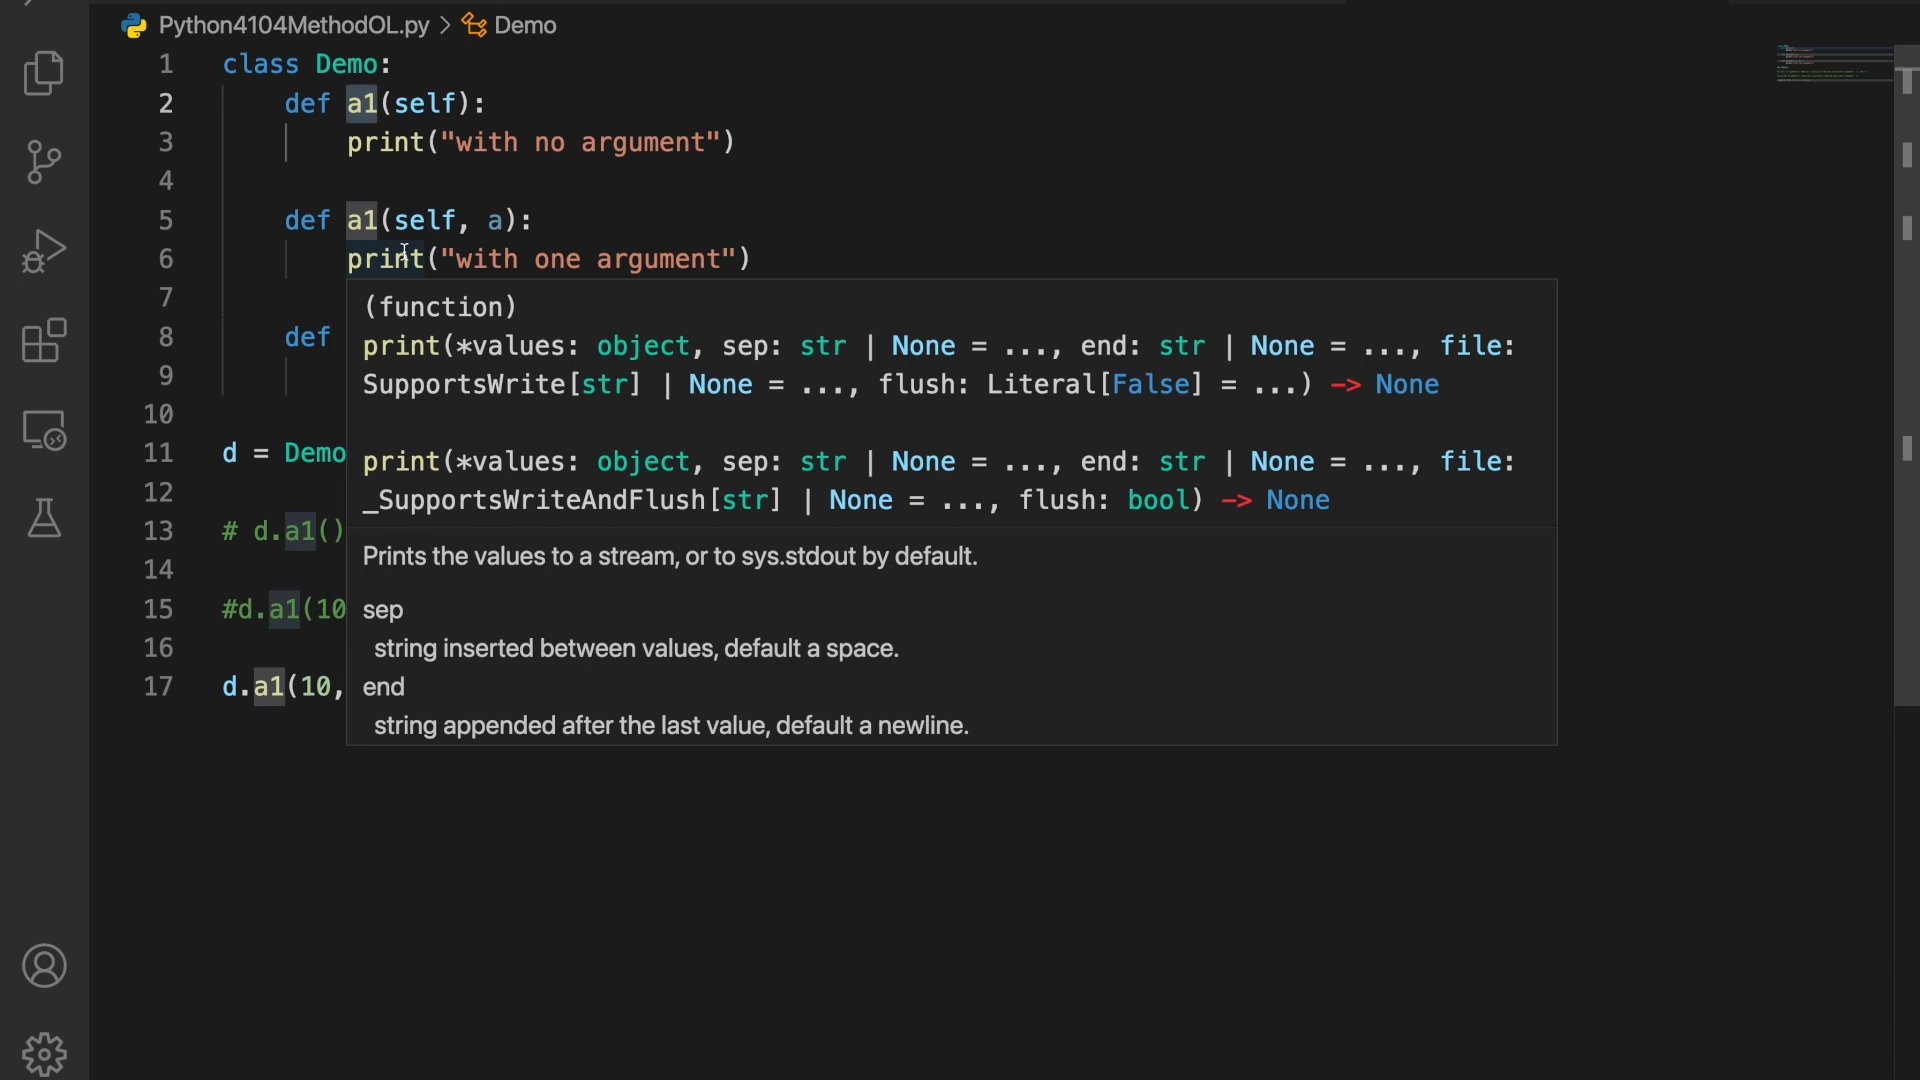 Python4104MethodOL.py > Demo
1 class Demo:
2 def a1(self):
3 print("with no argument")
4
5 def a1(self, a):
6 print("with one argument")
7
8 def
9
10
11 d = Demo
12
13 # d.a1()
14
15 #d.a1(10
16
17 d.a1(10,
(function)
print(*values: object, sep: str | None = ..., end: str | None = ..., file:
SupportsWrite[str] | None = ..., flush: Literal[False] = ...) -> None
print(*values: object, sep: str | None = ..., end: str | None = ..., file:
_SupportsWriteAndFlush[str] | None = ..., flush: bool) -> None
Prints the values to a stream, or to sys.stdout by default.
sep
string inserted between values, default a space.
end
string appended after the last value, default a newline.